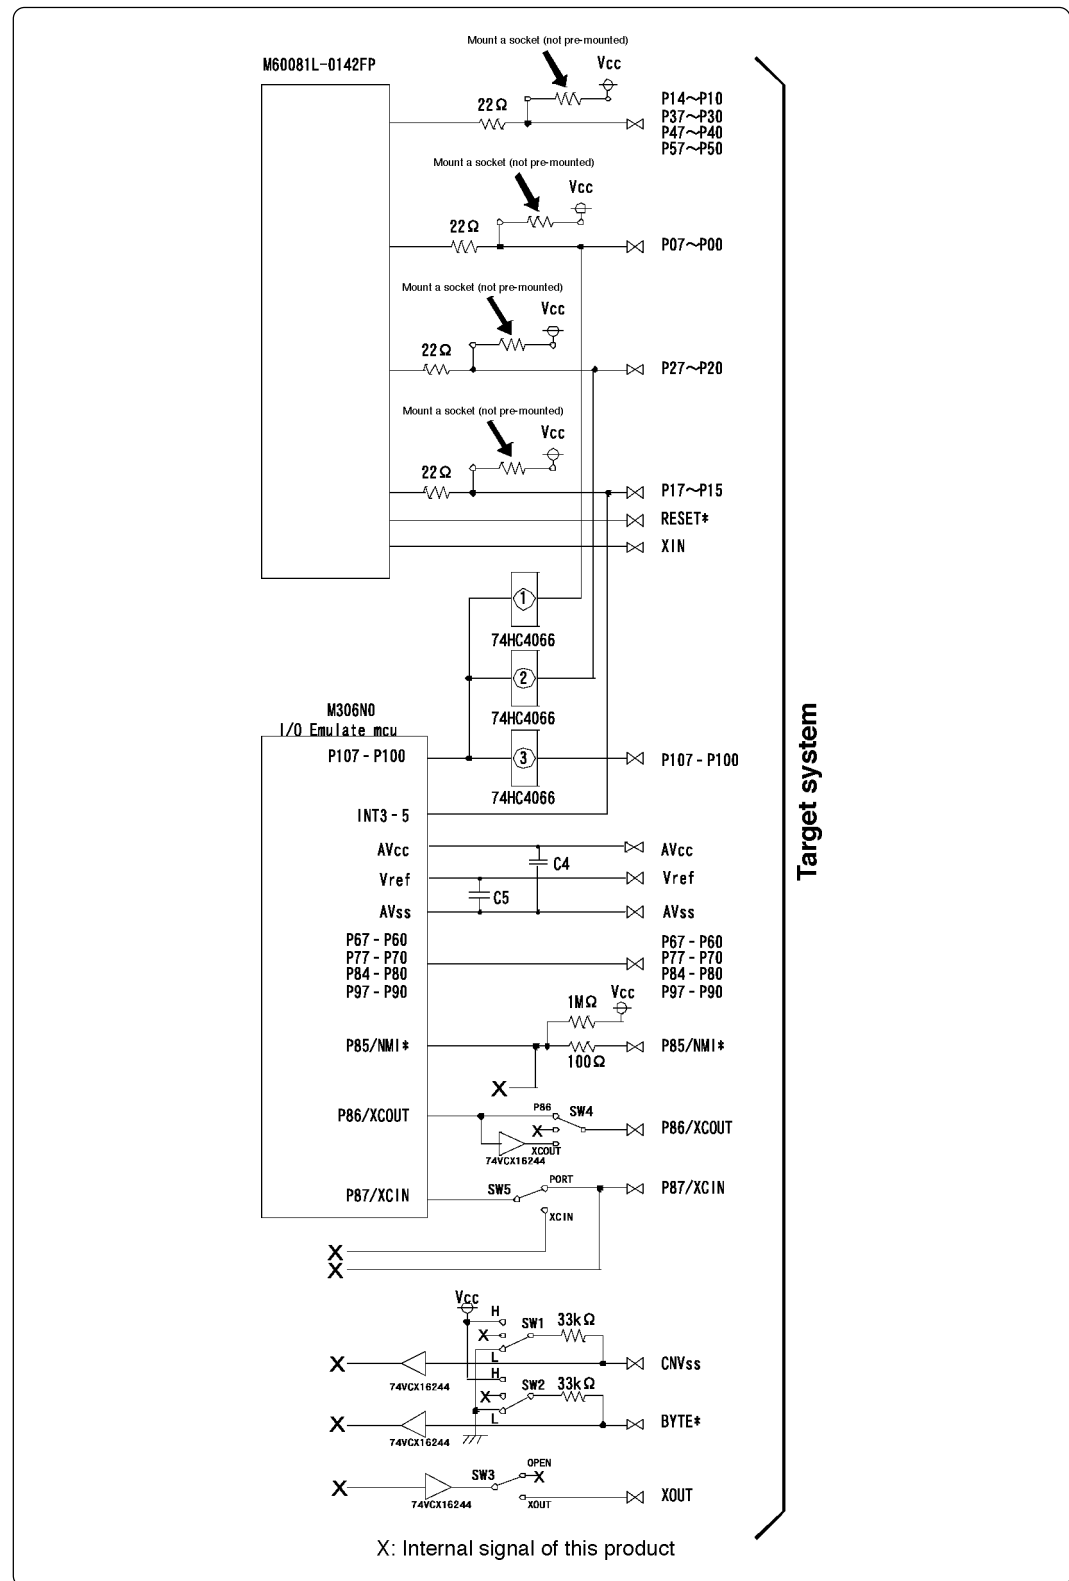 Mount a socket (not pre-mounted)
M60081L-0142FP
Vcc
22Ω
P14～P10
P37～P30
P47～P40
P57～P50
Mount a socket (not pre-mounted)
Vcc
22Ω
P07～P00
Mount a socket (not pre-mounted)
Vcc
22Ω
P27～P20
Mount a socket (not pre-mounted)
Vcc
22Ω
P17～P15
RESET*
XIN
1
74HC4066
2
74HC4066
M306N0
I/O Emulate mcu
P107 - P100
3
P107 - P100
74HC4066
INT3 - 5
AVcc
C4
AVcc
Vref
C5
Vref
AVss
AVss
P67 - P60
P77 - P70
P84 - P80
P97 - P90
P67 - P60
P77 - P70
P84 - P80
P97 - P90
1MΩ
Vcc
P85/NMI*
100Ω
P85/NMI*
X
P86/XCOUT
P86
SW4
X
XCOUT
74VCX16244
P86/XCOUT
P87/XCIN
SW5
PORT
XCIN
P87/XCIN
X
X
Vcc
H
X
SW1
33kΩ
L
X
74VCX16244
CNVss
H
X
SW2
33kΩ
L
X
74VCX16244
BYTE*
X
74VCX16244
SW3
OPEN
X
XOUT
XOUT
Target system
X: Internal signal of this product